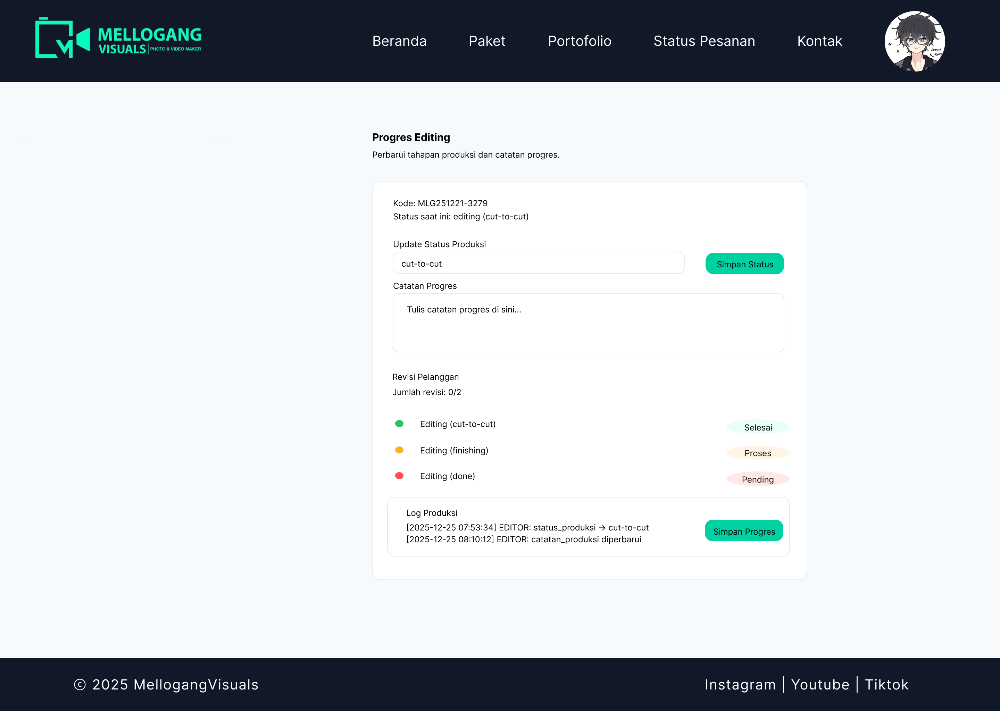 MELLOGANG
VISUALS | PHOTO & VIDEO MAKER
Beranda Paket Portofolio Status Pesanan Kontak
Jenius
Boy
Progres Editing
Perbarui tahapan produksi dan catatan progres.
Kode: MLG251221-3279
Status saat ini: editing (cut-to-cut)
Update Status Produksi
cut-to-cut
Simpan Status
Catatan Progres
Tulis catatan progres di sini...
Revisi Pelanggan
Jumlah revisi: 0/2
Editing (cut-to-cut) Selesai
Editing (finishing) Proses
Editing (done) Pending
Log Produksi
[2025-12-25 07:53:34] EDITOR: status_produksi → cut-to-cut
[2025-12-25 08:10:12] EDITOR: catatan_produksi diperbarui
Simpan Progres
© 2025 MellogangVisuals
Instagram | Youtube | Tiktok